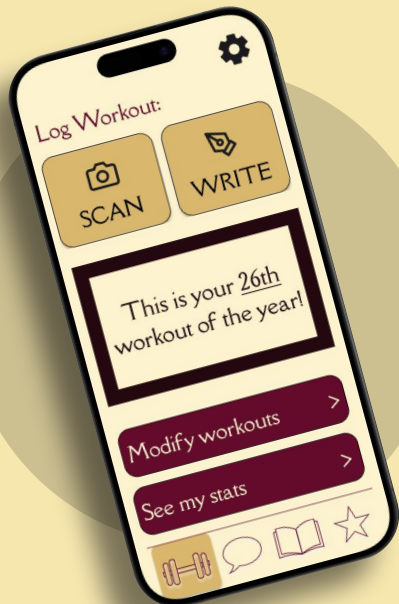 Log Workout:
SCAN
WRITE
This is your 26th
workout of the year!
Modify workouts >
See my stats >